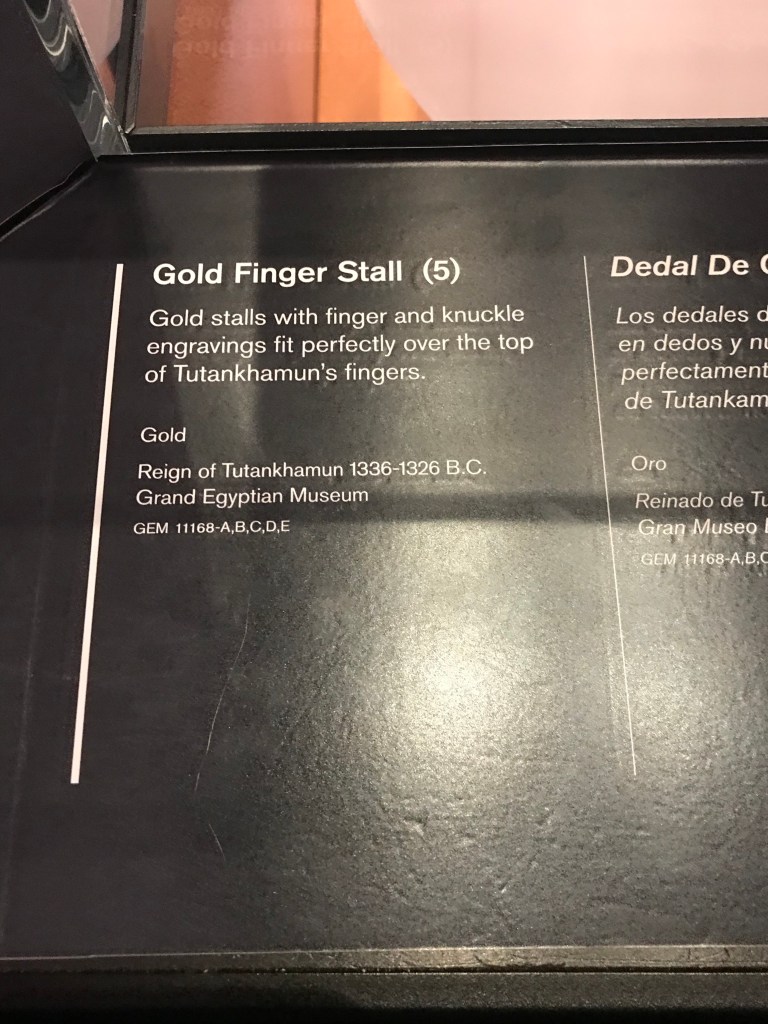 Gold Finger Stall (5)
Gold stalls with finger and knuckle
engravings fit perfectly over the top
of Tutankhamun's fingers.
Gold
Reign of Tutankhamun 1336-1326 B.C.
Grand Egyptian Museum
GEM 11168-A,B,C,D,E
Dedal De
Los dedales
en dedos y
perfectament
de Tutankam
Oro
Reinado de
Gran Museo
GEM 11168-A,B,C